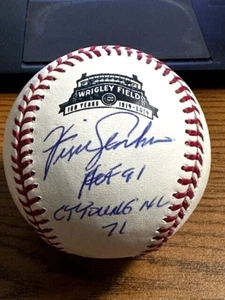 WRIGLEY FIELD
100 YEARS 1914-2014
Fergie Jenkins
HOF 91
CY YOUNG NL
71